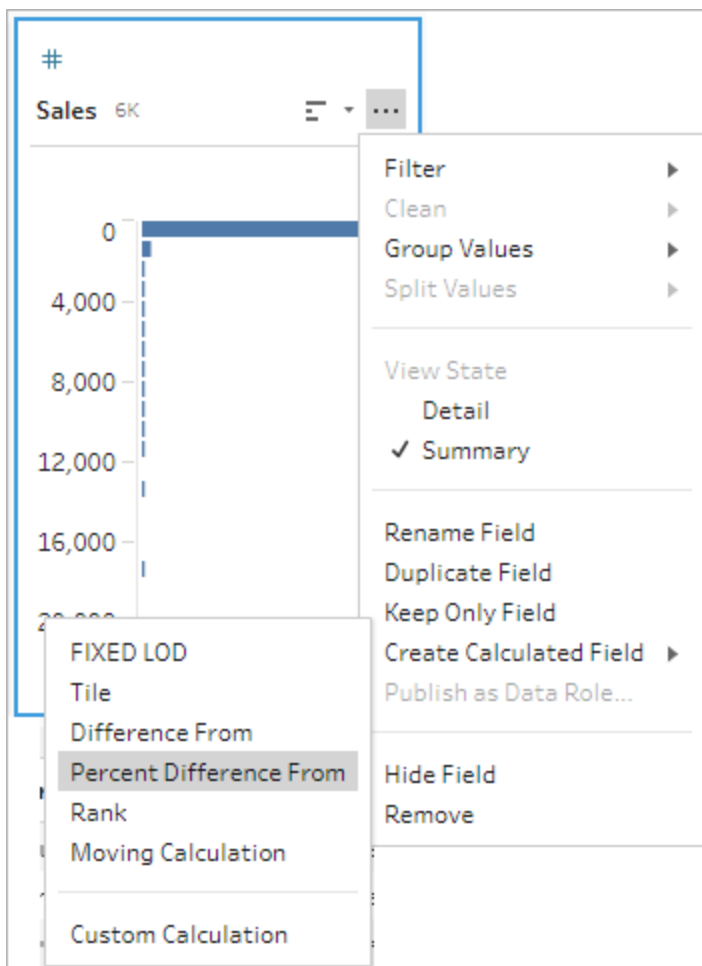 #
Sales 6K
0
4,000
8,000
12,000
16,000
Filter
Clean
Group Values
Split Values
View State
Detail
✓ Summary
Rename Field
Duplicate Field
Keep Only Field
Create Calculated Field
Publish as Data Role...
Hide Field
Remove
FIXED LOD
Tile
Difference From
Percent Difference From
Rank
Moving Calculation
Custom Calculation